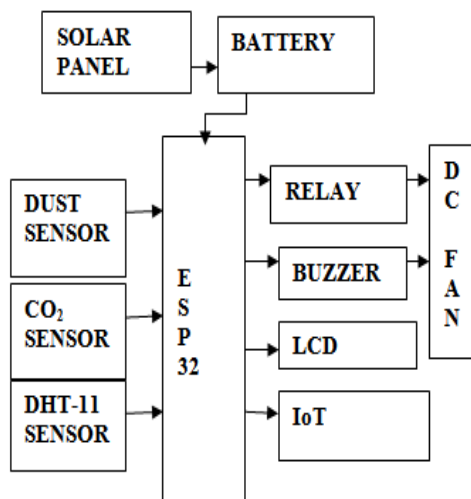 SOLAR
PANEL
BATTERY
DUST
SENSOR
CO₂
SENSOR
DHT-11
SENSOR
E
S
P
32
RELAY
BUZZER
LCD
IoT
D
C
F
A
N